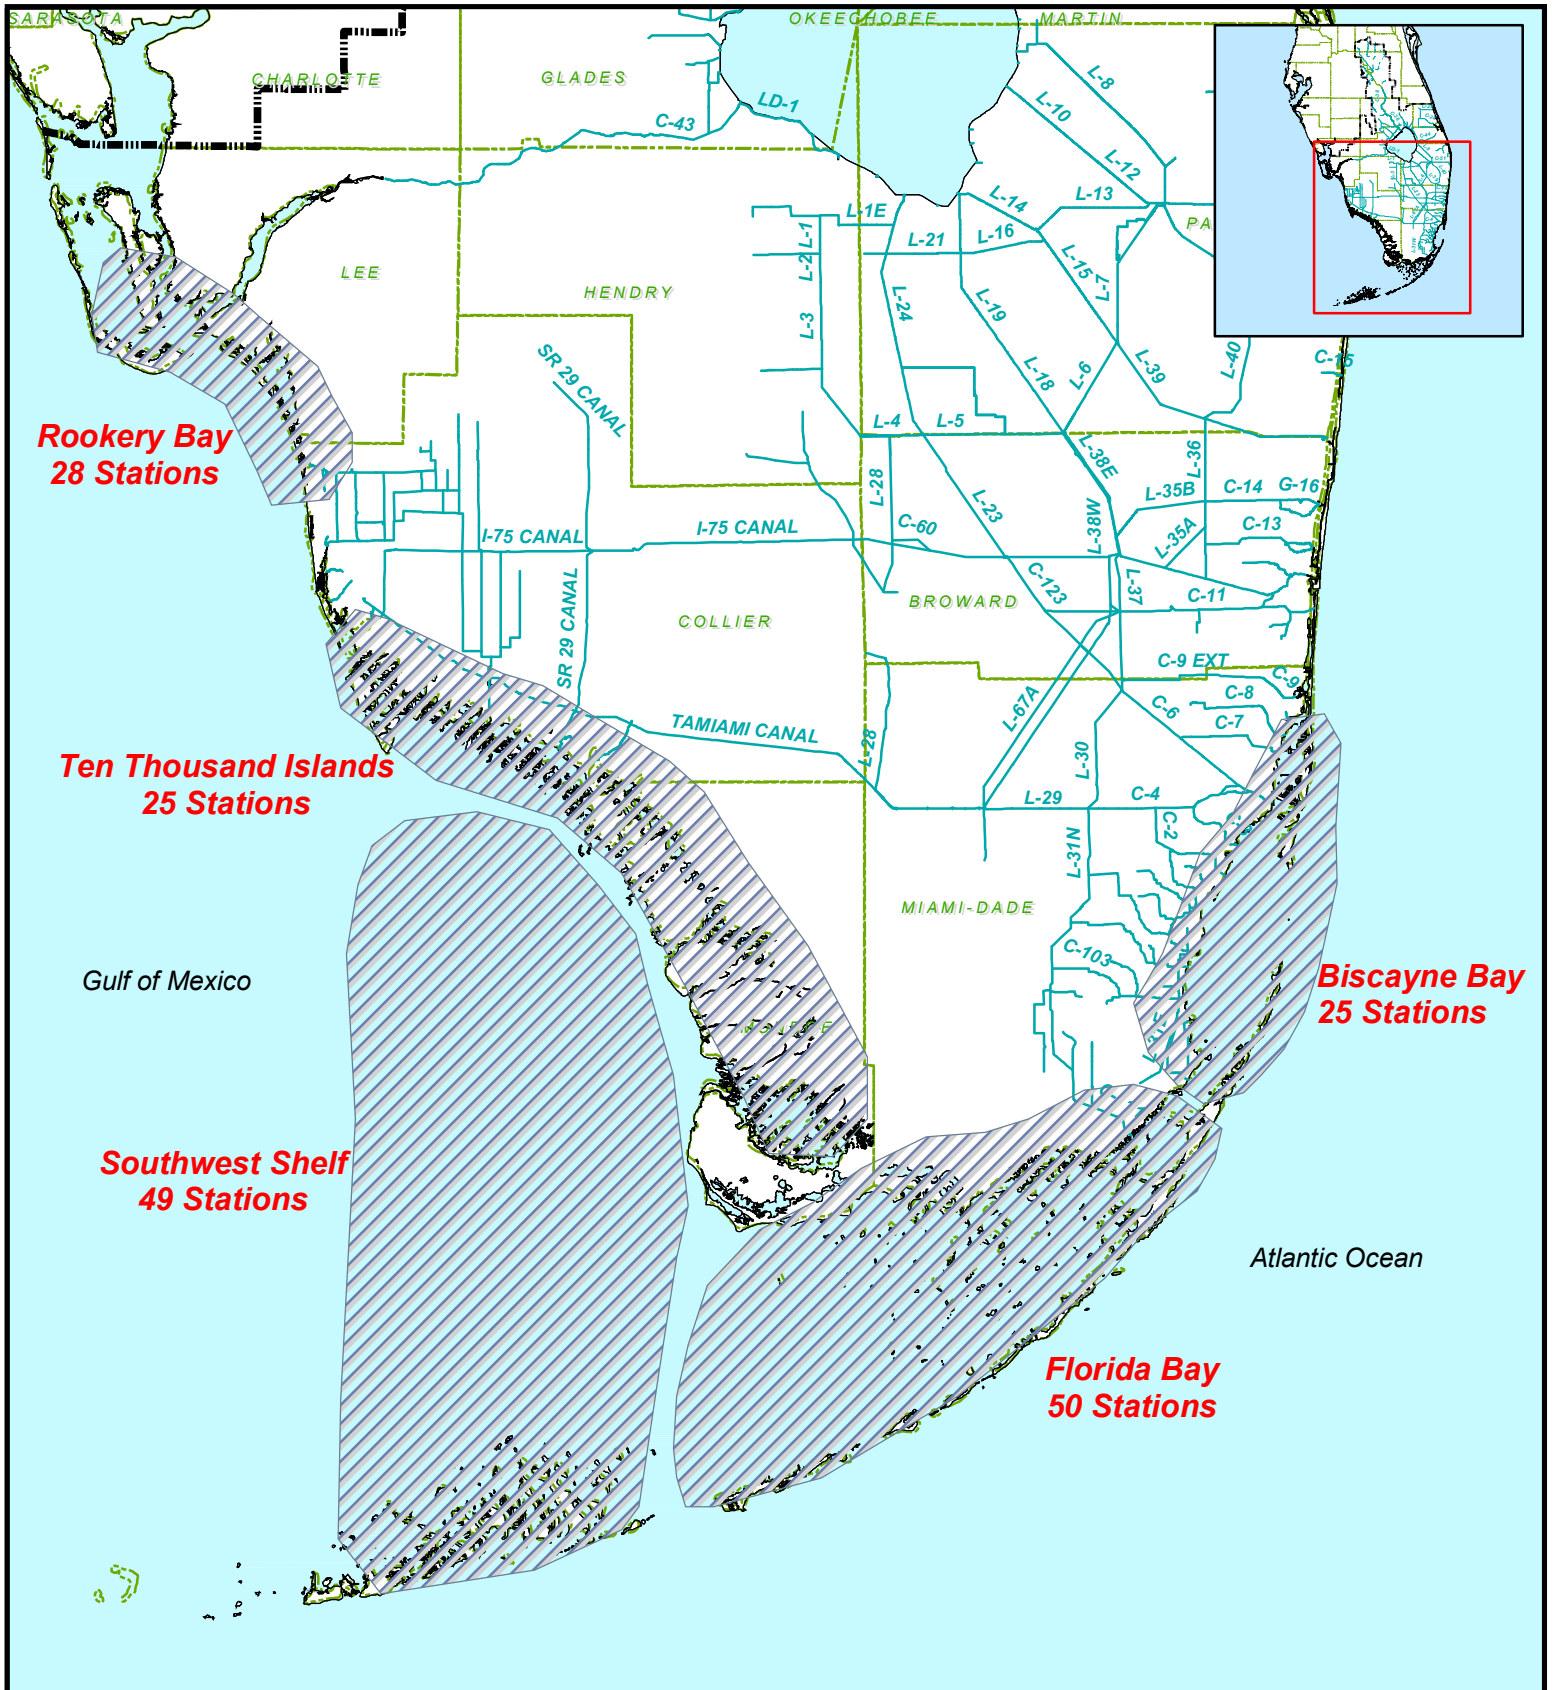 SARASOTA
OKEECHOBEE
MARTIN
CHARLOTTE
GLADES
L-8
LD-1
L-10
C-43
L-12
L-13
L-14
L-1E
L-1
PA
L-21
L-16
L-2
L-15
L-7
LEE
HENDRY
L-24
L-19
L-3
SR 29 CANAL
L-18
L-6
L-39
L-40
C-15
Rookery Bay
28 Stations
L-4
L-5
L-38E
L-36
L-28
L-35B
C-14
G-16
L-23
I-75 CANAL
I-75 CANAL
C-60
L-38W
L-35A
C-13
C-123
L-37
SR 29 CANAL
BROWARD
C-11
COLLIER
C-9 EXT
C-9
L-67A
C-8
C-6
C-7
TAMIAMI CANAL
L-28
L-30
Ten Thousand Islands
25 Stations
L-29
C-4
C-2
L-31N
MIAMI-DADE
C-103
Gulf of Mexico
Biscayne Bay
25 Stations
Southwest Shelf
49 Stations
Atlantic Ocean
Florida Bay
50 Stations